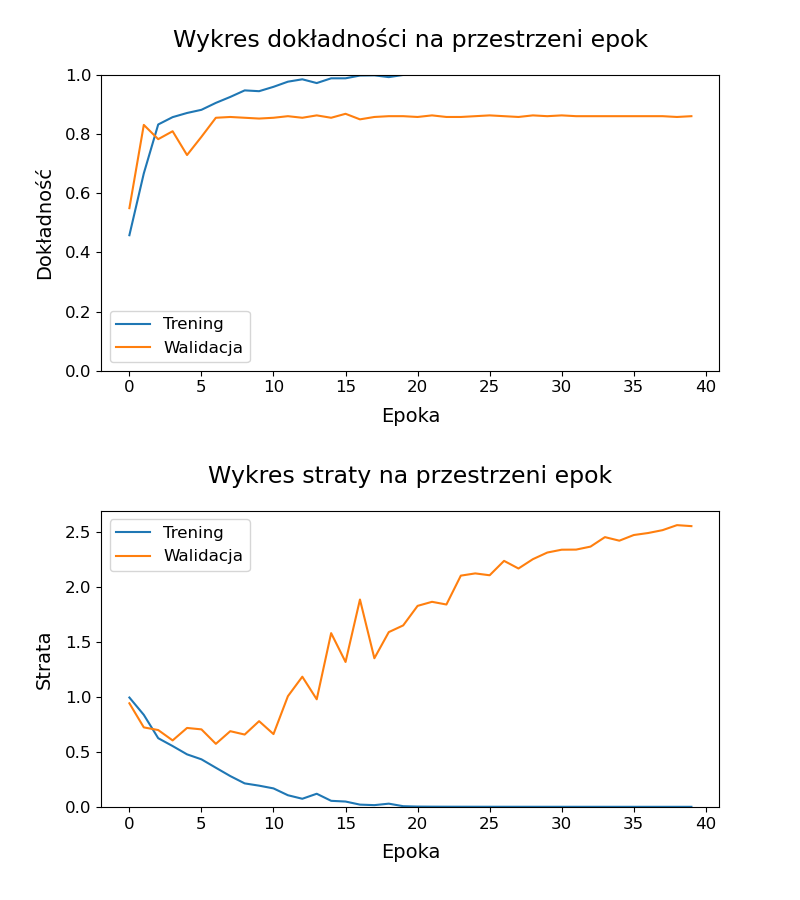 Wykres dokładności na przestrzeni epok
1.0
0.8
0.6
0.4
0.2
0.0
Dokładność
Trening
Walidacja
0 5 10 15 20 25 30 35 40
Epoka
Wykres straty na przestrzeni epok
2.5
2.0
1.5
1.0
0.5
0.0
Strata
Trening
Walidacja
0 5 10 15 20 25 30 35 40
Epoka